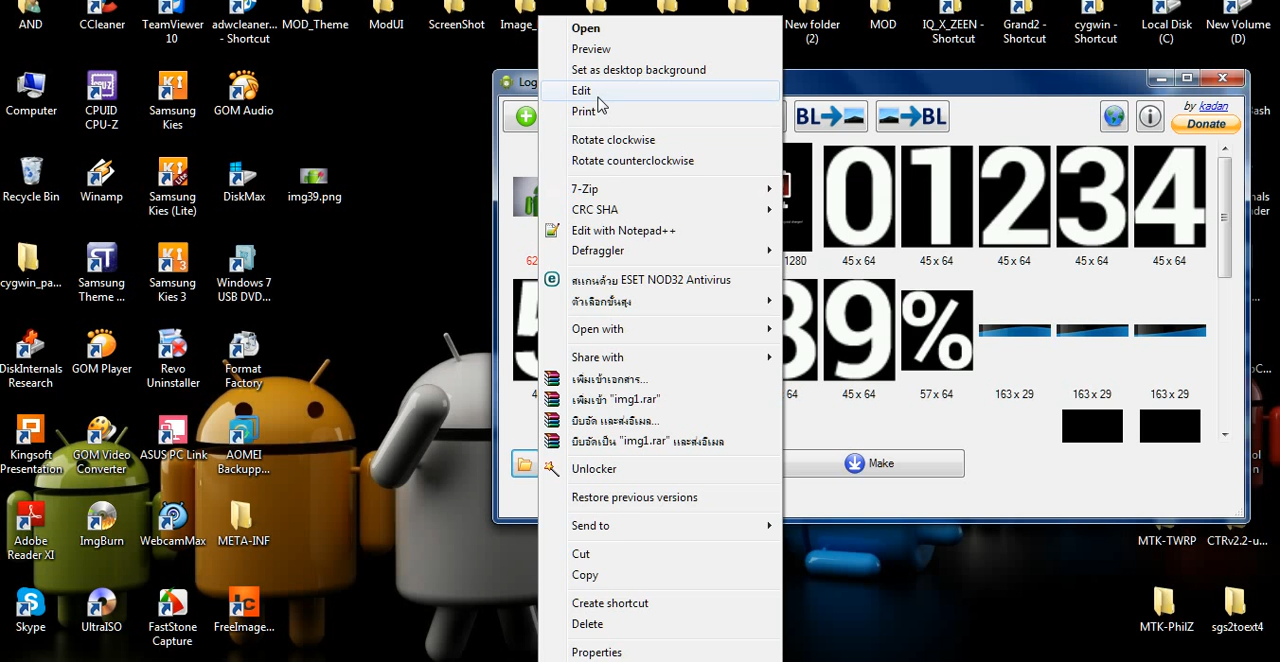 AND
CCleaner
TeamViewer
10
adwcleaner...
- Shortcut
MOD_Theme
ModUI
ScreenShot
Image_
New folder
(2)
MOD
IQ_X_ZEEN -
Shortcut
Grand2 -
Shortcut
cygwin -
Shortcut
Local Disk
(C)
New Volume
(D)
Computer
CPUID
CPU-Z
Samsung
Kies
GOM Audio
Recycle Bin
Winamp
Samsung
Kies (Lite)
DiskMax
img39.png
cygwin_pa...
Samsung
Theme ...
Samsung
Kies 3
Windows 7
USB DVD...
DiskInternals
Research
GOM Player
Revo
Uninstaller
Format
Factory
Kingsoft
Presentation
GOM Video
Converter
ASUS PC Link
AOMEI
Backupp...
Adobe
Reader XI
ImgBurn
WebcamMax
META-INF
Skype
UltraISO
FastStone
Capture
FreeImage...
Open
Preview
Set as desktop background
Edit
Print
Rotate clockwise
Rotate counterclockwise
7-Zip
CRC SHA
Edit with Notepad++
Defraggler
สแกนด้วย ESET NOD32 Antivirus
ตัวเลือกขั้นสูง
Open with
Share with
เพิ่มเข้าเอกสาร...
เพิ่มเข้า "img1.rar"
บีบอัด และส่งอีเมล...
บีบอัดเป็น "img1.rar" และส่งอีเมล
Unlocker
Restore previous versions
Send to
Cut
Copy
Create shortcut
Delete
Properties
Log
BL
BL
by kadan
Donate
0 1 2 3 4
62
1280
45 x 64
45 x 64
45 x 64
45 x 64
45 x 64
5
9 %
4
64
45 x 64
57 x 64
163 x 29
163 x 29
163 x 29
Make
MTK-TWRP
CTRv2.2-u...
MTK-PhilZ
sgs2toext4